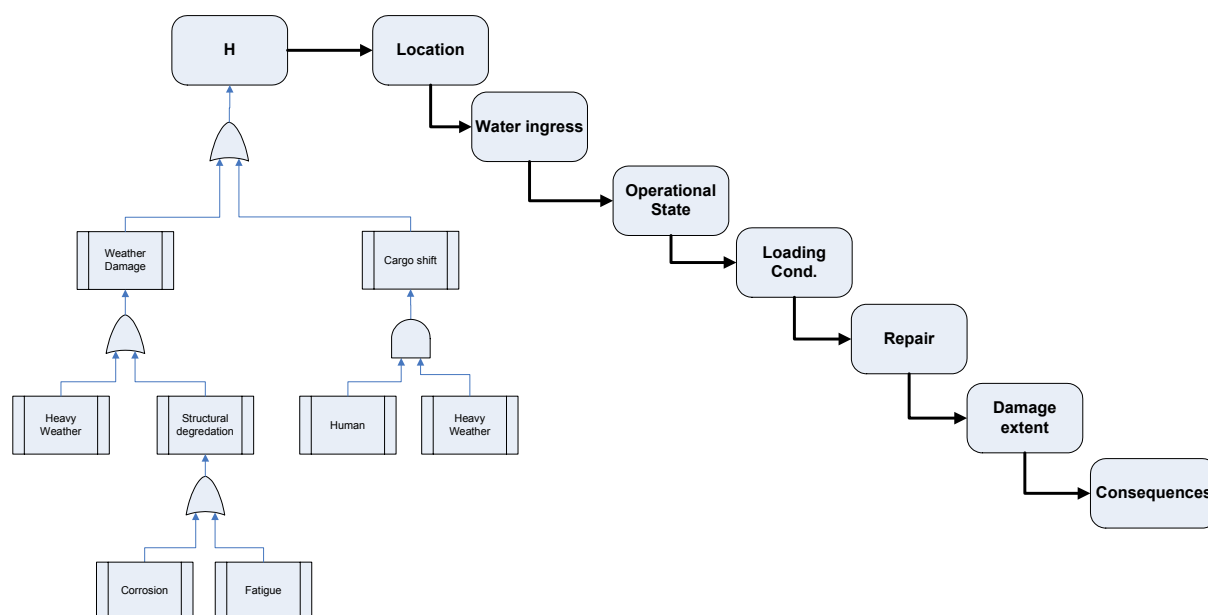 H
Location
Water ingress
Operational
State
Loading
Cond.
Repair
Damage
extent
Consequences
Weather
Damage
Cargo shift
Heavy
Weather
Structural
degredation
Human
Heavy
Weather
Corrosion
Fatigue